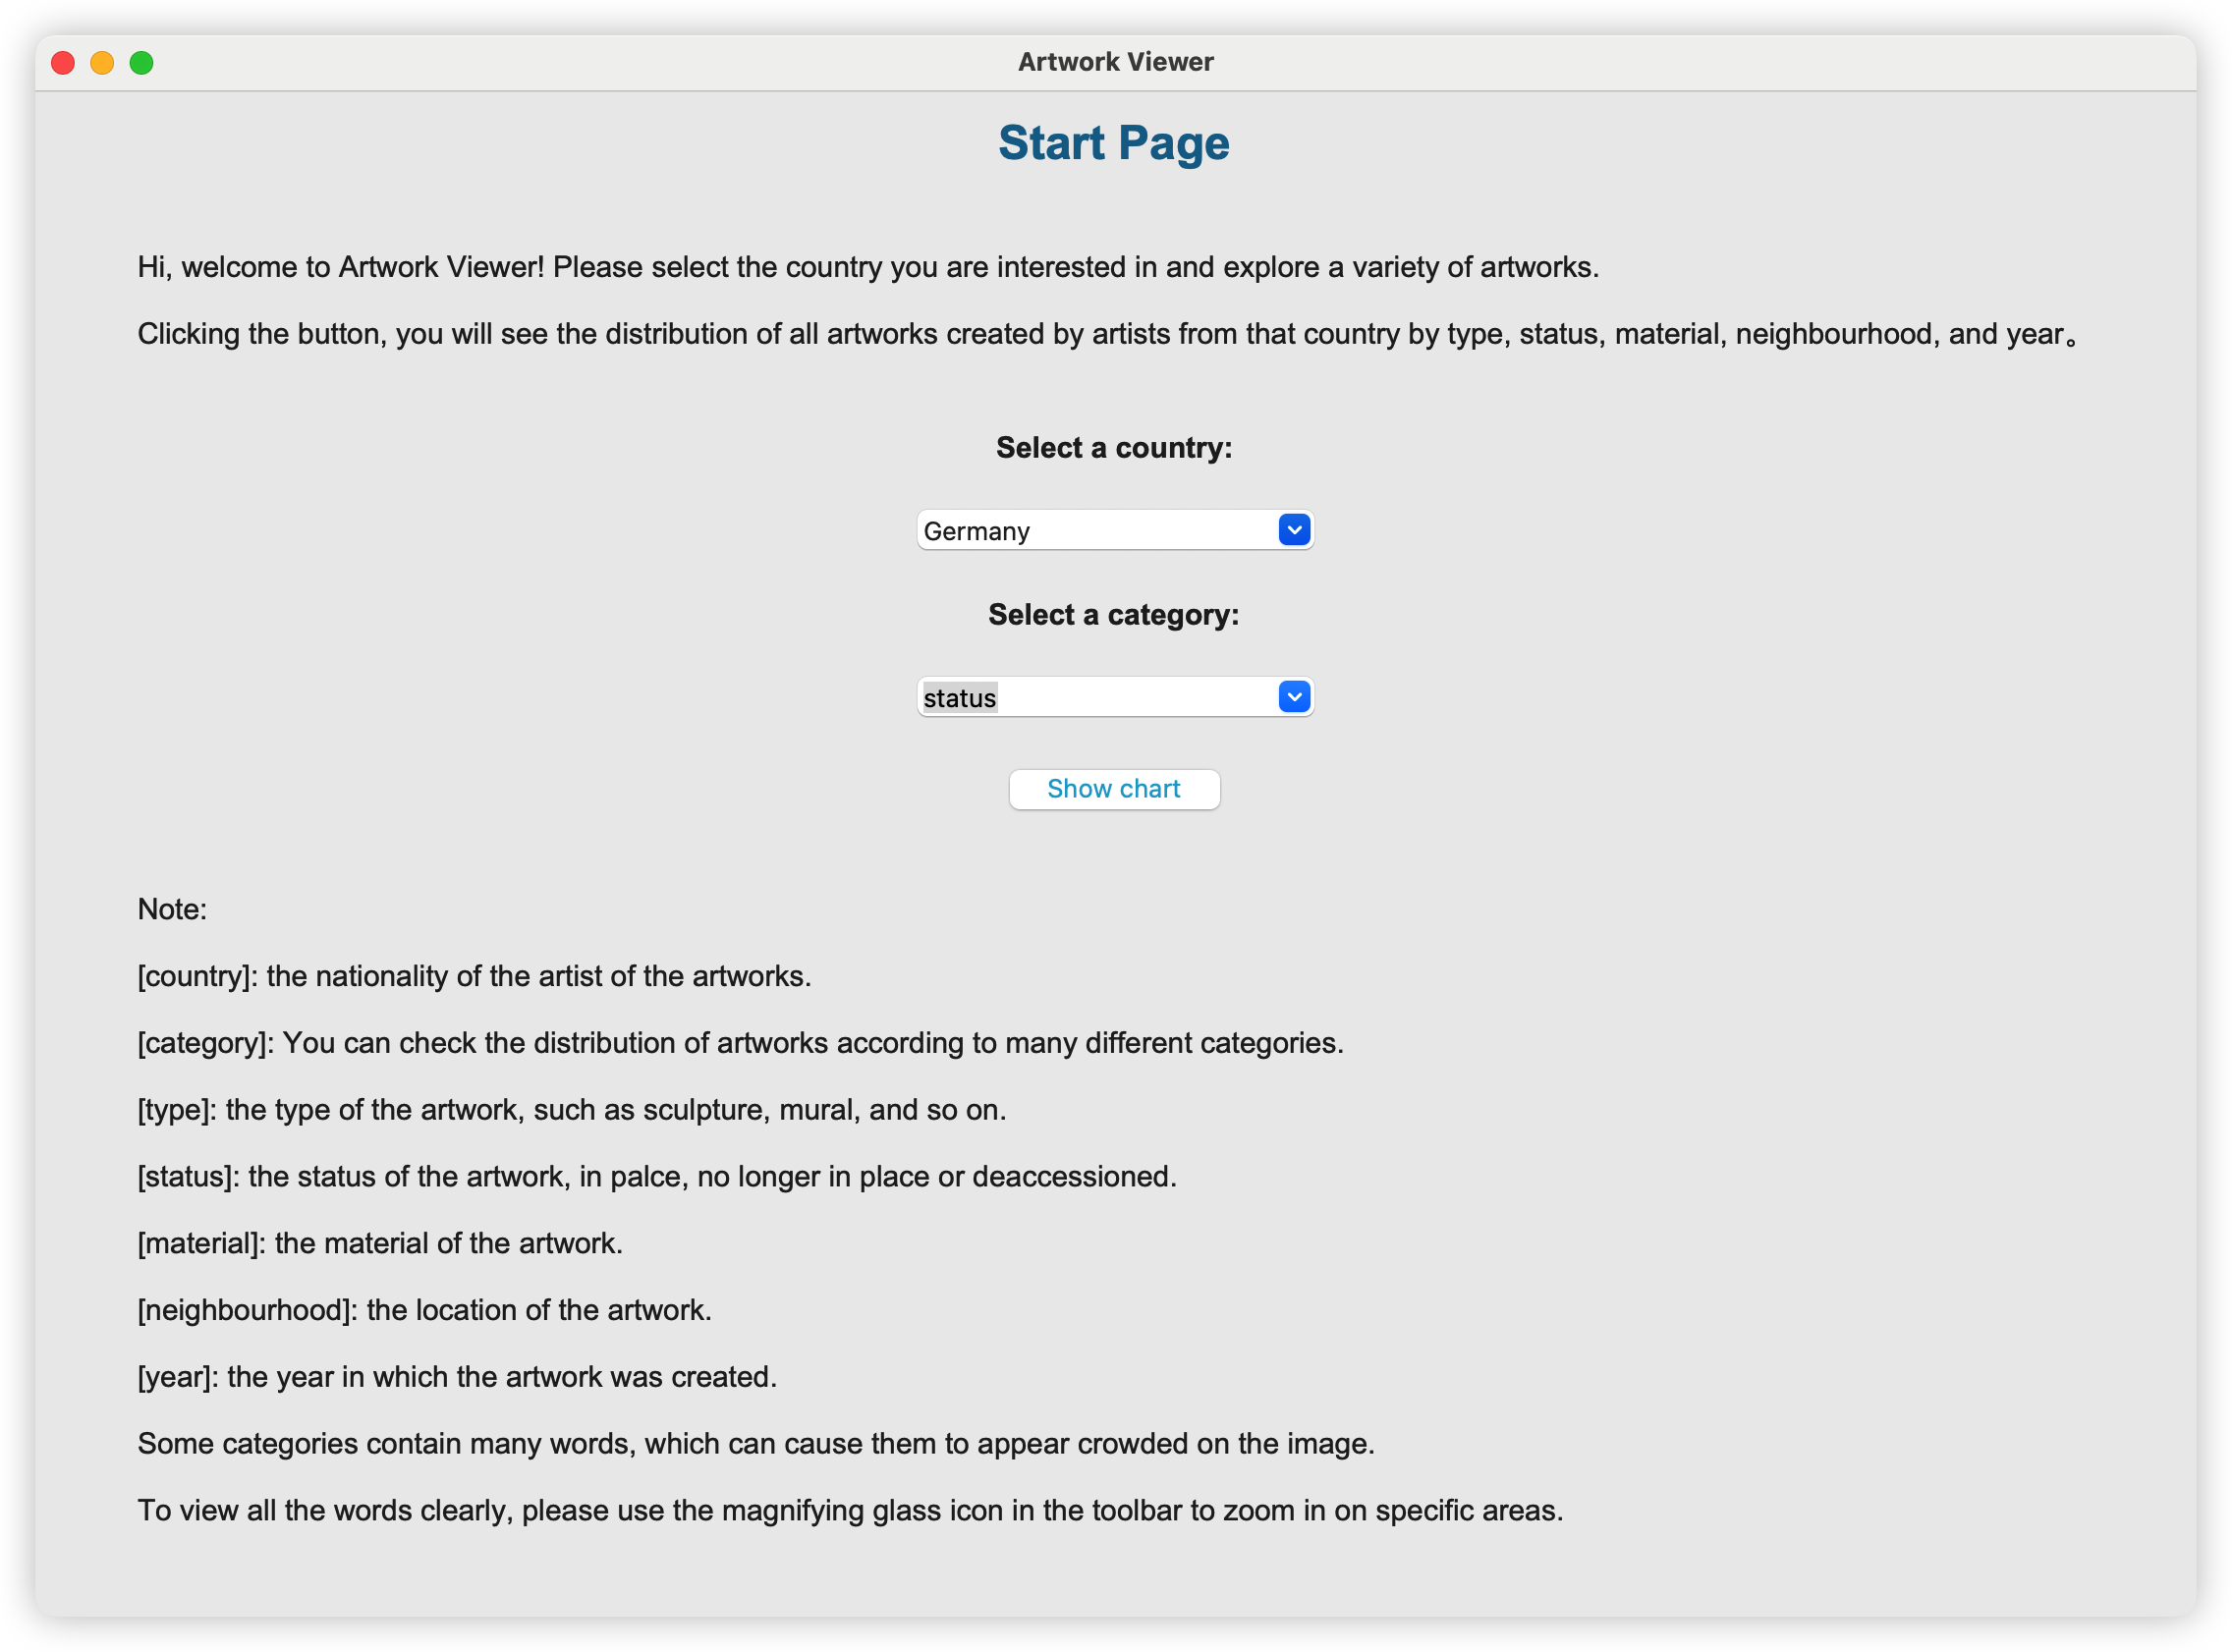 Artwork Viewer
Start Page
Hi, welcome to Artwork Viewer! Please select the country you are interested in and explore a variety of artworks.
Clicking the button, you will see the distribution of all artworks created by artists from that country by type, status, material, neighbourhood, and year。
Select a country:
Germany
Select a category:
status
Show chart
Note:
[country]: the nationality of the artist of the artworks.
[category]: You can check the distribution of artworks according to many different categories.
[type]: the type of the artwork, such as sculpture, mural, and so on.
[status]: the status of the artwork, in palce, no longer in place or deaccessioned.
[material]: the material of the artwork.
[neighbourhood]: the location of the artwork.
[year]: the year in which the artwork was created.
Some categories contain many words, which can cause them to appear crowded on the image.
To view all the words clearly, please use the magnifying glass icon in the toolbar to zoom in on specific areas.